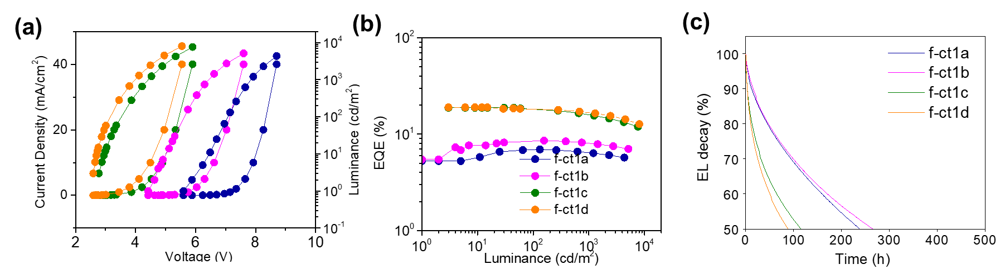 (a)
Current Density (mA/cm²)
40
20
0
2
4
6
8
10
Voltage (V)
10⁴
10³
10²
10¹
10⁰
10⁻¹
Luminance (cd/m²)
(b)
EQE (%)
10²
10¹
10⁰
f-ct1a
f-ct1b
f-ct1c
f-ct1d
10⁰
10¹
10²
10³
10⁴
Luminance (cd/m²)
(c)
EL decay (%)
100
90
80
70
60
50
f-ct1a
f-ct1b
f-ct1c
f-ct1d
0
100
200
300
400
500
Time (h)